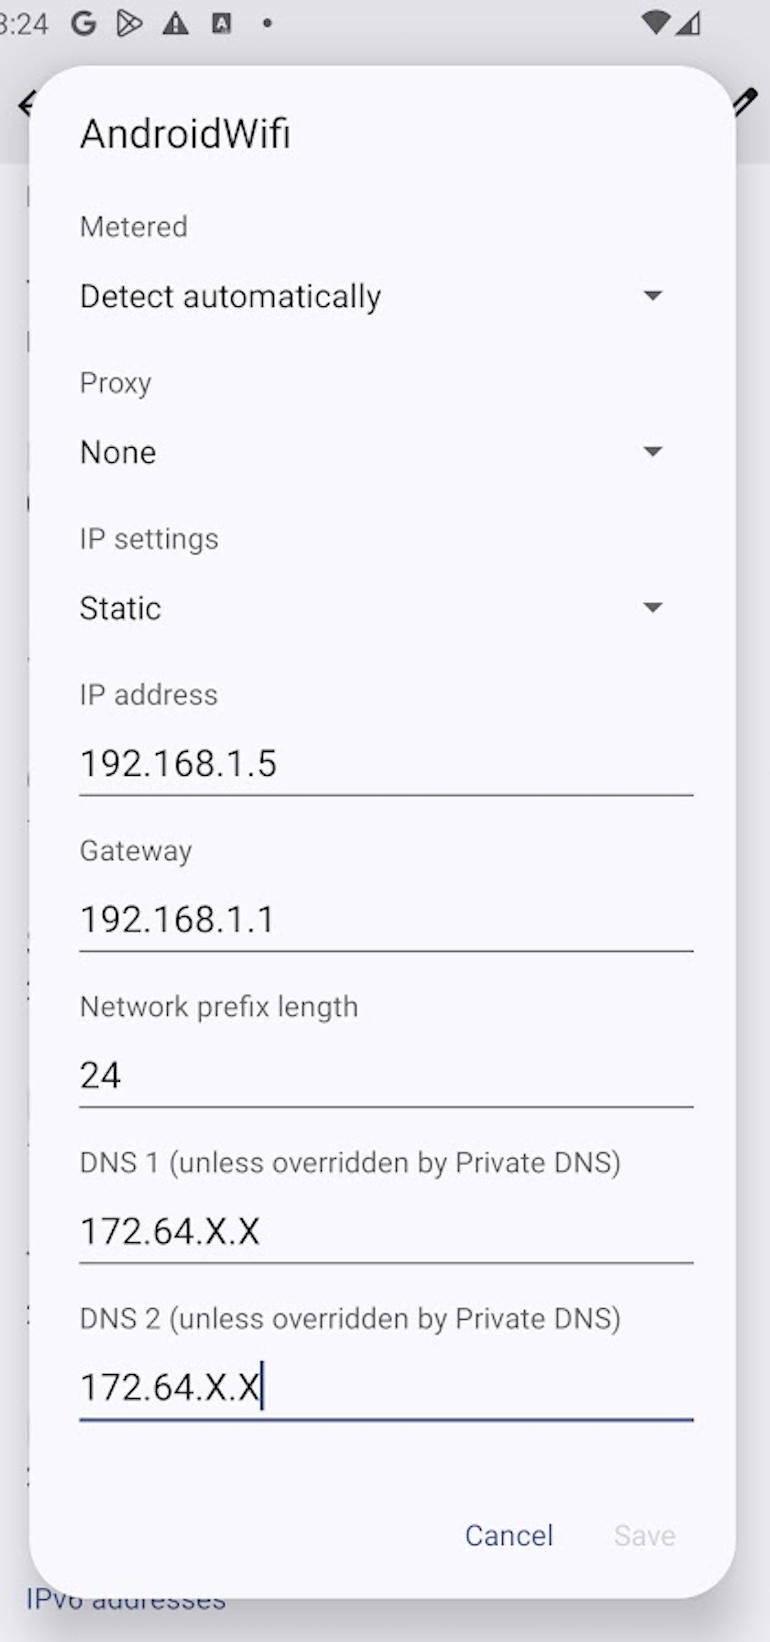 3:24
AndroidWifi
Metered
Detect automatically
Proxy
None
IP settings
Static
IP address
192.168.1.5
Gateway
192.168.1.1
Network prefix length
24
DNS 1 (unless overridden by Private DNS)
172.64.X.X
DNS 2 (unless overridden by Private DNS)
172.64.X.X
Cancel Save
IPv6 addresses